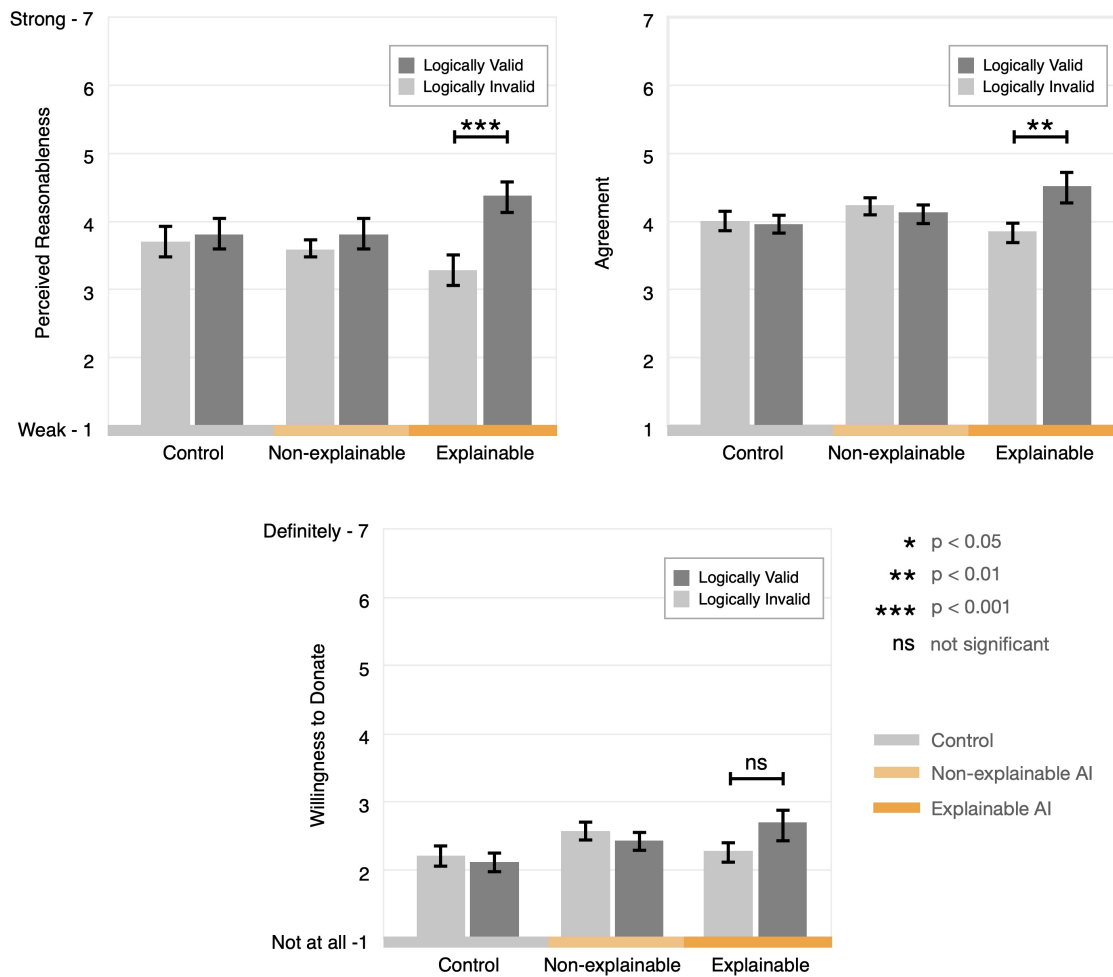 Strong - 7
6
5
4
3
2
Weak - 1
Perceived Reasonableness
Logically Valid
Logically Invalid
***
Control
Non-explainable
Explainable
7
6
5
4
3
2
1
Agreement
Logically Valid
Logically Invalid
**
Control
Non-explainable
Explainable
Definitely - 7
6
5
4
3
2
Not at all -1
Willingness to Donate
Logically Valid
Logically Invalid
ns
Control
Non-explainable
Explainable
* p < 0.05
** p < 0.01
*** p < 0.001
ns not significant
Control
Non-explainable AI
Explainable AI